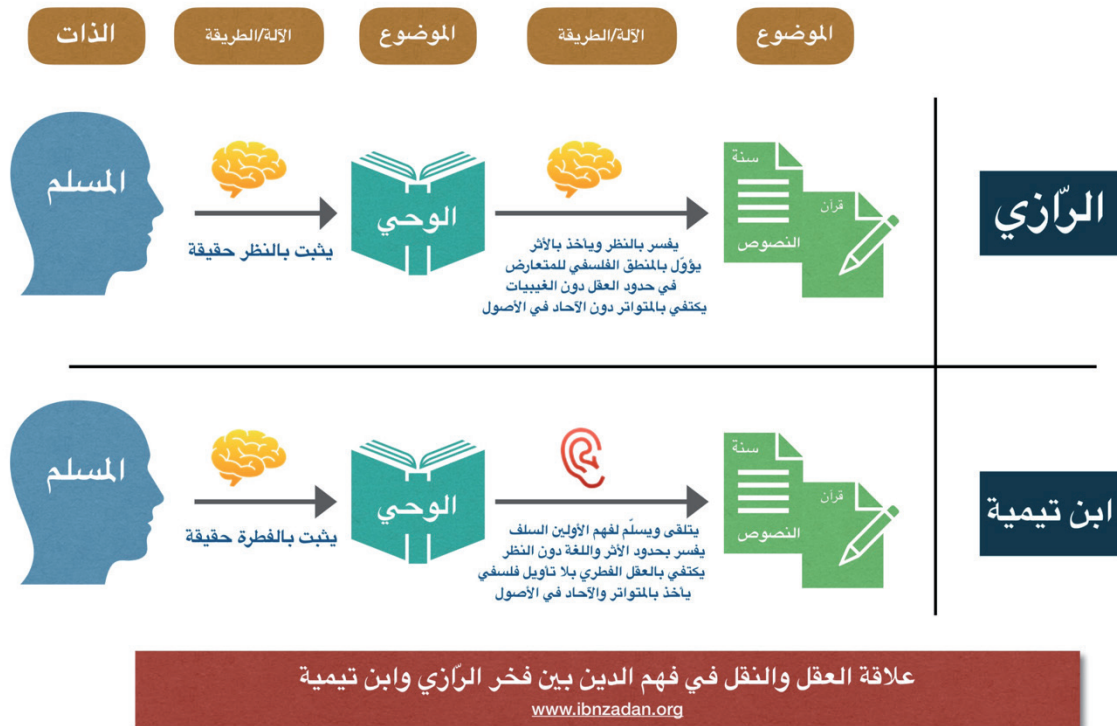 الذات
الآلة/الطريقة
الموضوع
الآلة/الطريقة
الموضوع
الرّازي
سنة
قرآن
النصوص
يفسر بالنظر ويأخذ بالأثر
يؤوّل بالمنطق الفلسفي للمتعارض
في حدود العقل دون الغيبيات
يكتفي بالمتواتر دون الآحاد في الأصول
الوحي
يثبت بالنظر حقيقة
المسلم
ابن تيمية
سنة
قرآن
النصوص
يتلقى ويسلّم لفهم الأولين السلف
يفسر بحدود الأثر واللغة دون النظر
يكتفي بالعقل الفطري بلا تأويل فلسفي
يأخذ بالمتواتر والآحاد في الأصول
الوحي
يثبت بالفطرة حقيقة
المسلم
علاقة العقل والنقل في فهم الدين بين فخر الرّازي وابن تيمية
www.ibnzadan.org